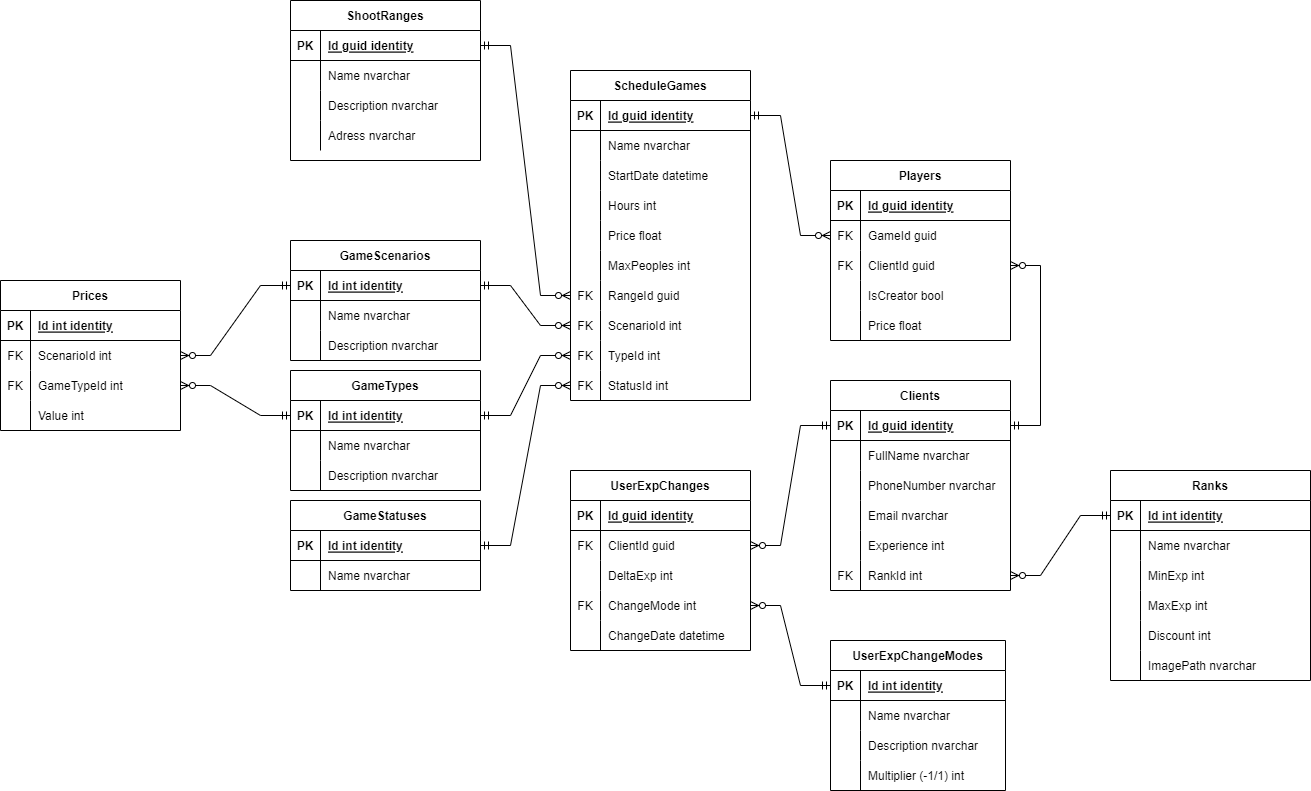 ShootRanges
PK Id guid identity
Name nvarchar
Description nvarchar
Adress nvarchar
ScheduleGames
PK Id guid identity
Name nvarchar
StartDate datetime
Hours int
Price float
MaxPeoples int
FK RangeId guid
FK ScenarioId int
FK TypeId int
FK StatusId int
Players
PK Id guid identity
FK GameId guid
FK ClientId guid
IsCreator bool
Price float
GameScenarios
PK Id int identity
Name nvarchar
Description nvarchar
Prices
PK Id int identity
FK ScenarioId int
FK GameTypeId int
Value int
GameTypes
PK Id int identity
Name nvarchar
Description nvarchar
GameStatuses
PK Id int identity
Name nvarchar
Clients
PK Id guid identity
FullName nvarchar
PhoneNumber nvarchar
Email nvarchar
Experience int
FK RankId int
UserExpChanges
PK Id guid identity
FK ClientId guid
DeltaExp int
FK ChangeMode int
ChangeDate datetime
Ranks
PK Id int identity
Name nvarchar
MinExp int
MaxExp int
Discount int
ImagePath nvarchar
UserExpChangeModes
PK Id int identity
Name nvarchar
Description nvarchar
Multiplier (-1/1) int